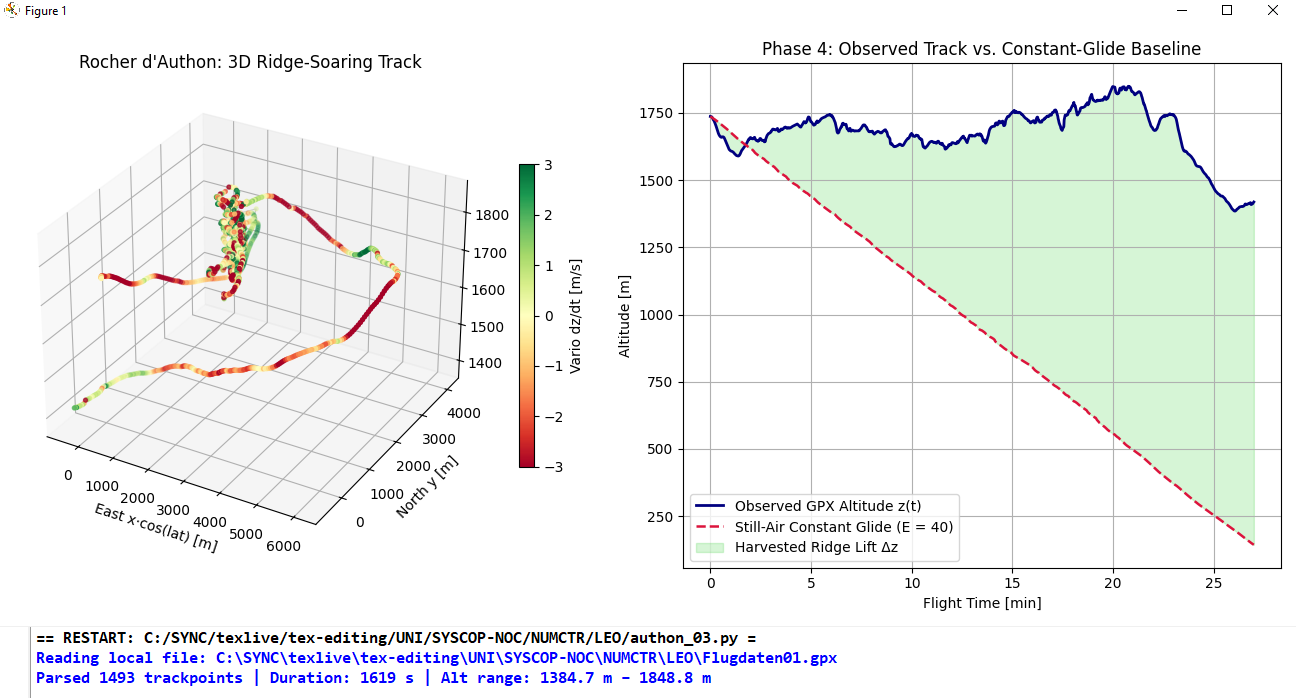 Figure 1
Rocher d'Authon: 3D Ridge-Soaring Track
1800
1700
1600
1500
1400
4000
3000
2000
1000
0
North y [m]
0
1000
2000
3000
4000
5000
6000
East x·cos(lat) [m]
3
2
1
0
−1
−2
−3
Vario dz/dt [m/s]
Phase 4: Observed Track vs. Constant-Glide Baseline
1750
1500
1250
1000
750
500
250
Altitude [m]
Observed GPX Altitude z(t)
Still-Air Constant Glide (E = 40)
Harvested Ridge Lift Δz
0
5
10
15
20
25
Flight Time [min]
== RESTART: C:/SYNC/texlive/tex-editing/UNI/SYSCOP-NOC/NUMCTR/LEO/authon_03.py =
Reading local file: C:\SYNC\texlive\tex-editing\UNI\SYSCOP-NOC\NUMCTR\LEO\Flugdaten01.gpx
Parsed 1493 trackpoints | Duration: 1619 s | Alt range: 1384.7 m – 1848.8 m